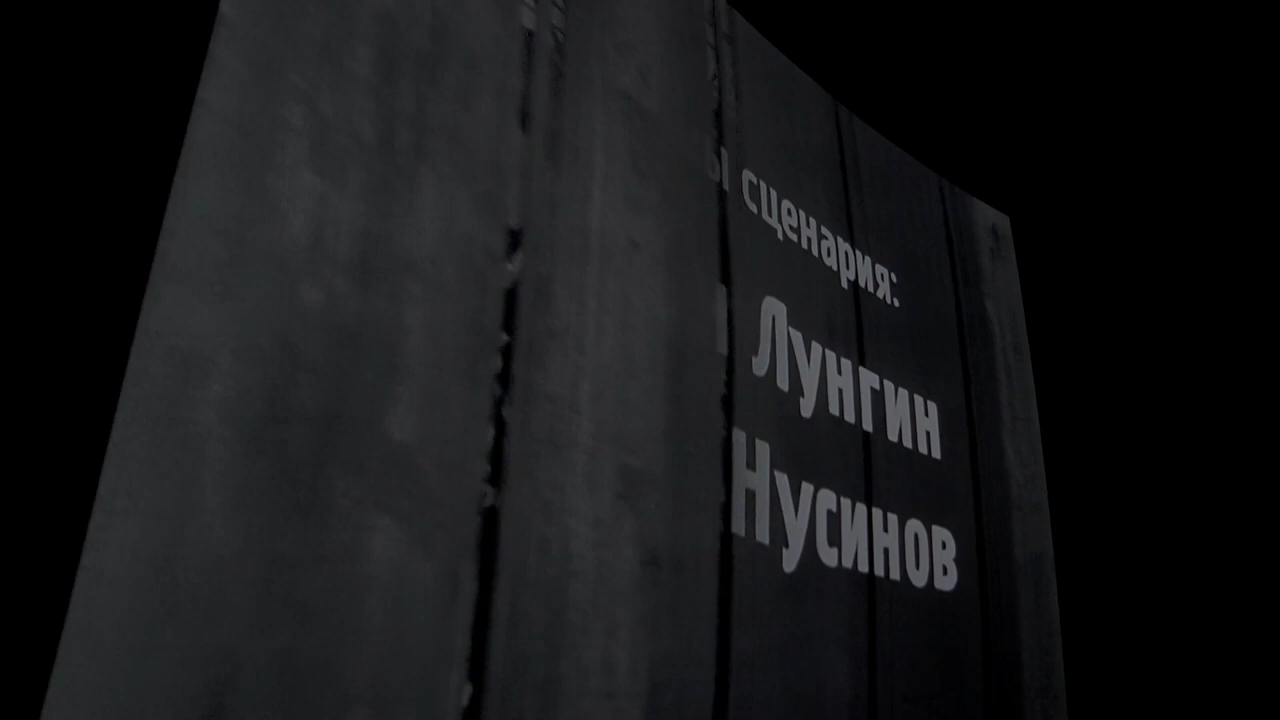 ы сценария:
Лунгин
Нусинов